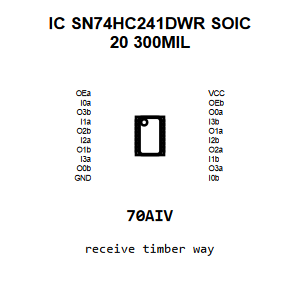 IC SN74HC241DWR SOIC
20 300MIL
OEa VCC
I0a OEb
O3b O0a
I1a I3b
O2b O1a
I2a I2b
O1b O2a
I3a I1b
O0b O3a
GND I0b
70AIV
receive timber way